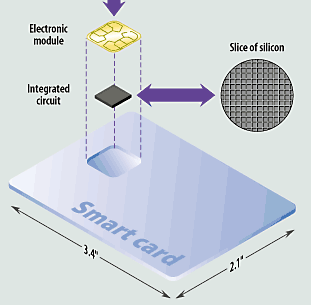 Electronic
module
Slice of silicon
Integrated
circuit
Smart card
3.4"
2.1"